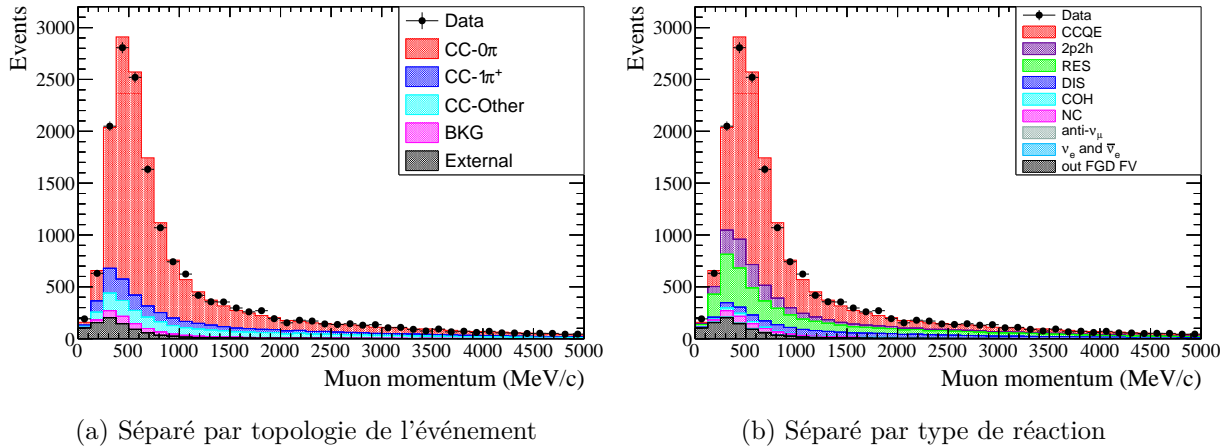 Events
3000
2500
2000
1500
1000
500
0
0 500 1000 1500 2000 2500 3000 3500 4000 4500 5000
Muon momentum (MeV/c)
Data
CC-0π
CC-1π⁺
CC-Other
BKG
External
(a) Séparé par topologie de l'événement
Events
3000
2500
2000
1500
1000
500
0
0 500 1000 1500 2000 2500 3000 3500 4000 4500 5000
Muon momentum (MeV/c)
Data
CCQE
2p2h
RES
DIS
COH
NC
anti-ν_μ
ν_e and ν̅_e
out FGD FV
(b) Séparé par type de réaction